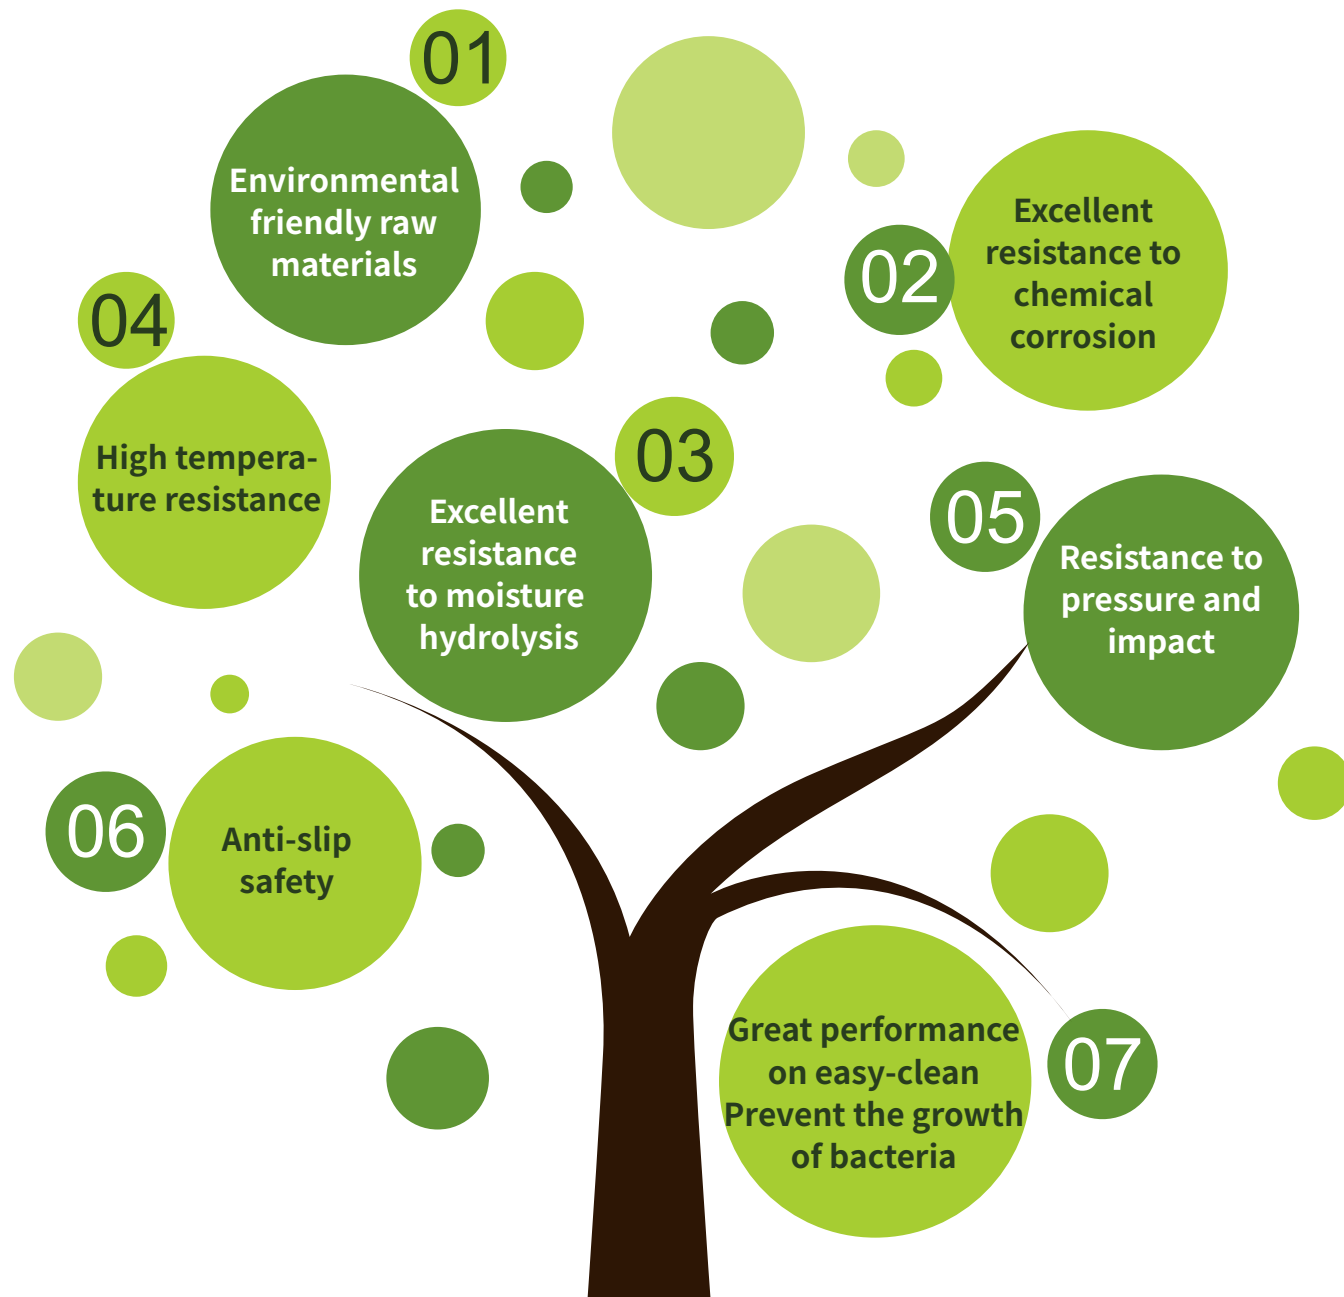 01
Environmental
friendly raw
materials
02
Excellent
resistance to
chemical
corrosion
03
Excellent
resistance
to moisture
hydrolysis
04
High tempera-
ture resistance
05
Resistance to
pressure and
impact
06
Anti-slip
safety
07
Great performance
on easy-clean
Prevent the growth
of bacteria